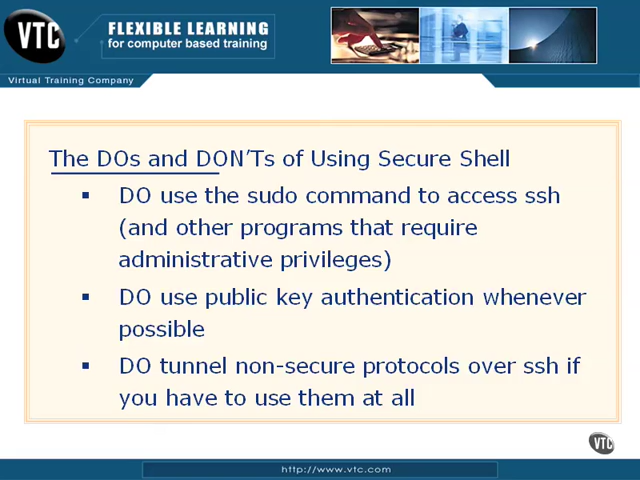 VTC
FLEXIBLE LEARNING
for computer based training
Virtual Training Company
The DOs and DON'Ts of Using Secure Shell
▪ DO use the sudo command to access ssh
(and other programs that require
administrative privileges)
▪ DO use public key authentication whenever
possible
▪ DO tunnel non-secure protocols over ssh if
you have to use them at all
VTC
http://www.vtc.com